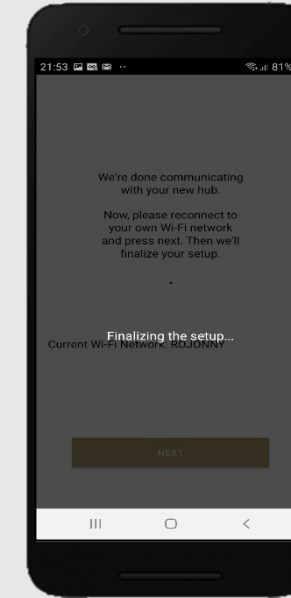 21:53
81%
We're done communicating
with your new hub.
Now, please reconnect to
your own Wi-Fi network
and press next. Then we'll
finalize your setup.
Finalizing the setup...
Current Wi-Fi Network: ROJONNY
NEXT